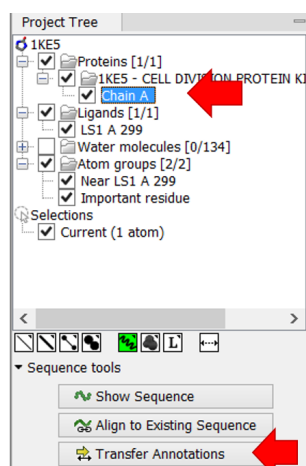 Project Tree
1KE5
Proteins [1/1]
1KE5 - CELL DIVISION PROTEIN KI
Chain A
Ligands [1/1]
LS1 A 299
Water molecules [0/134]
Atom groups [2/2]
Near LS1 A 299
Important residue
Selections
Current (1 atom)
L
Sequence tools
Show Sequence
Align to Existing Sequence
Transfer Annotations